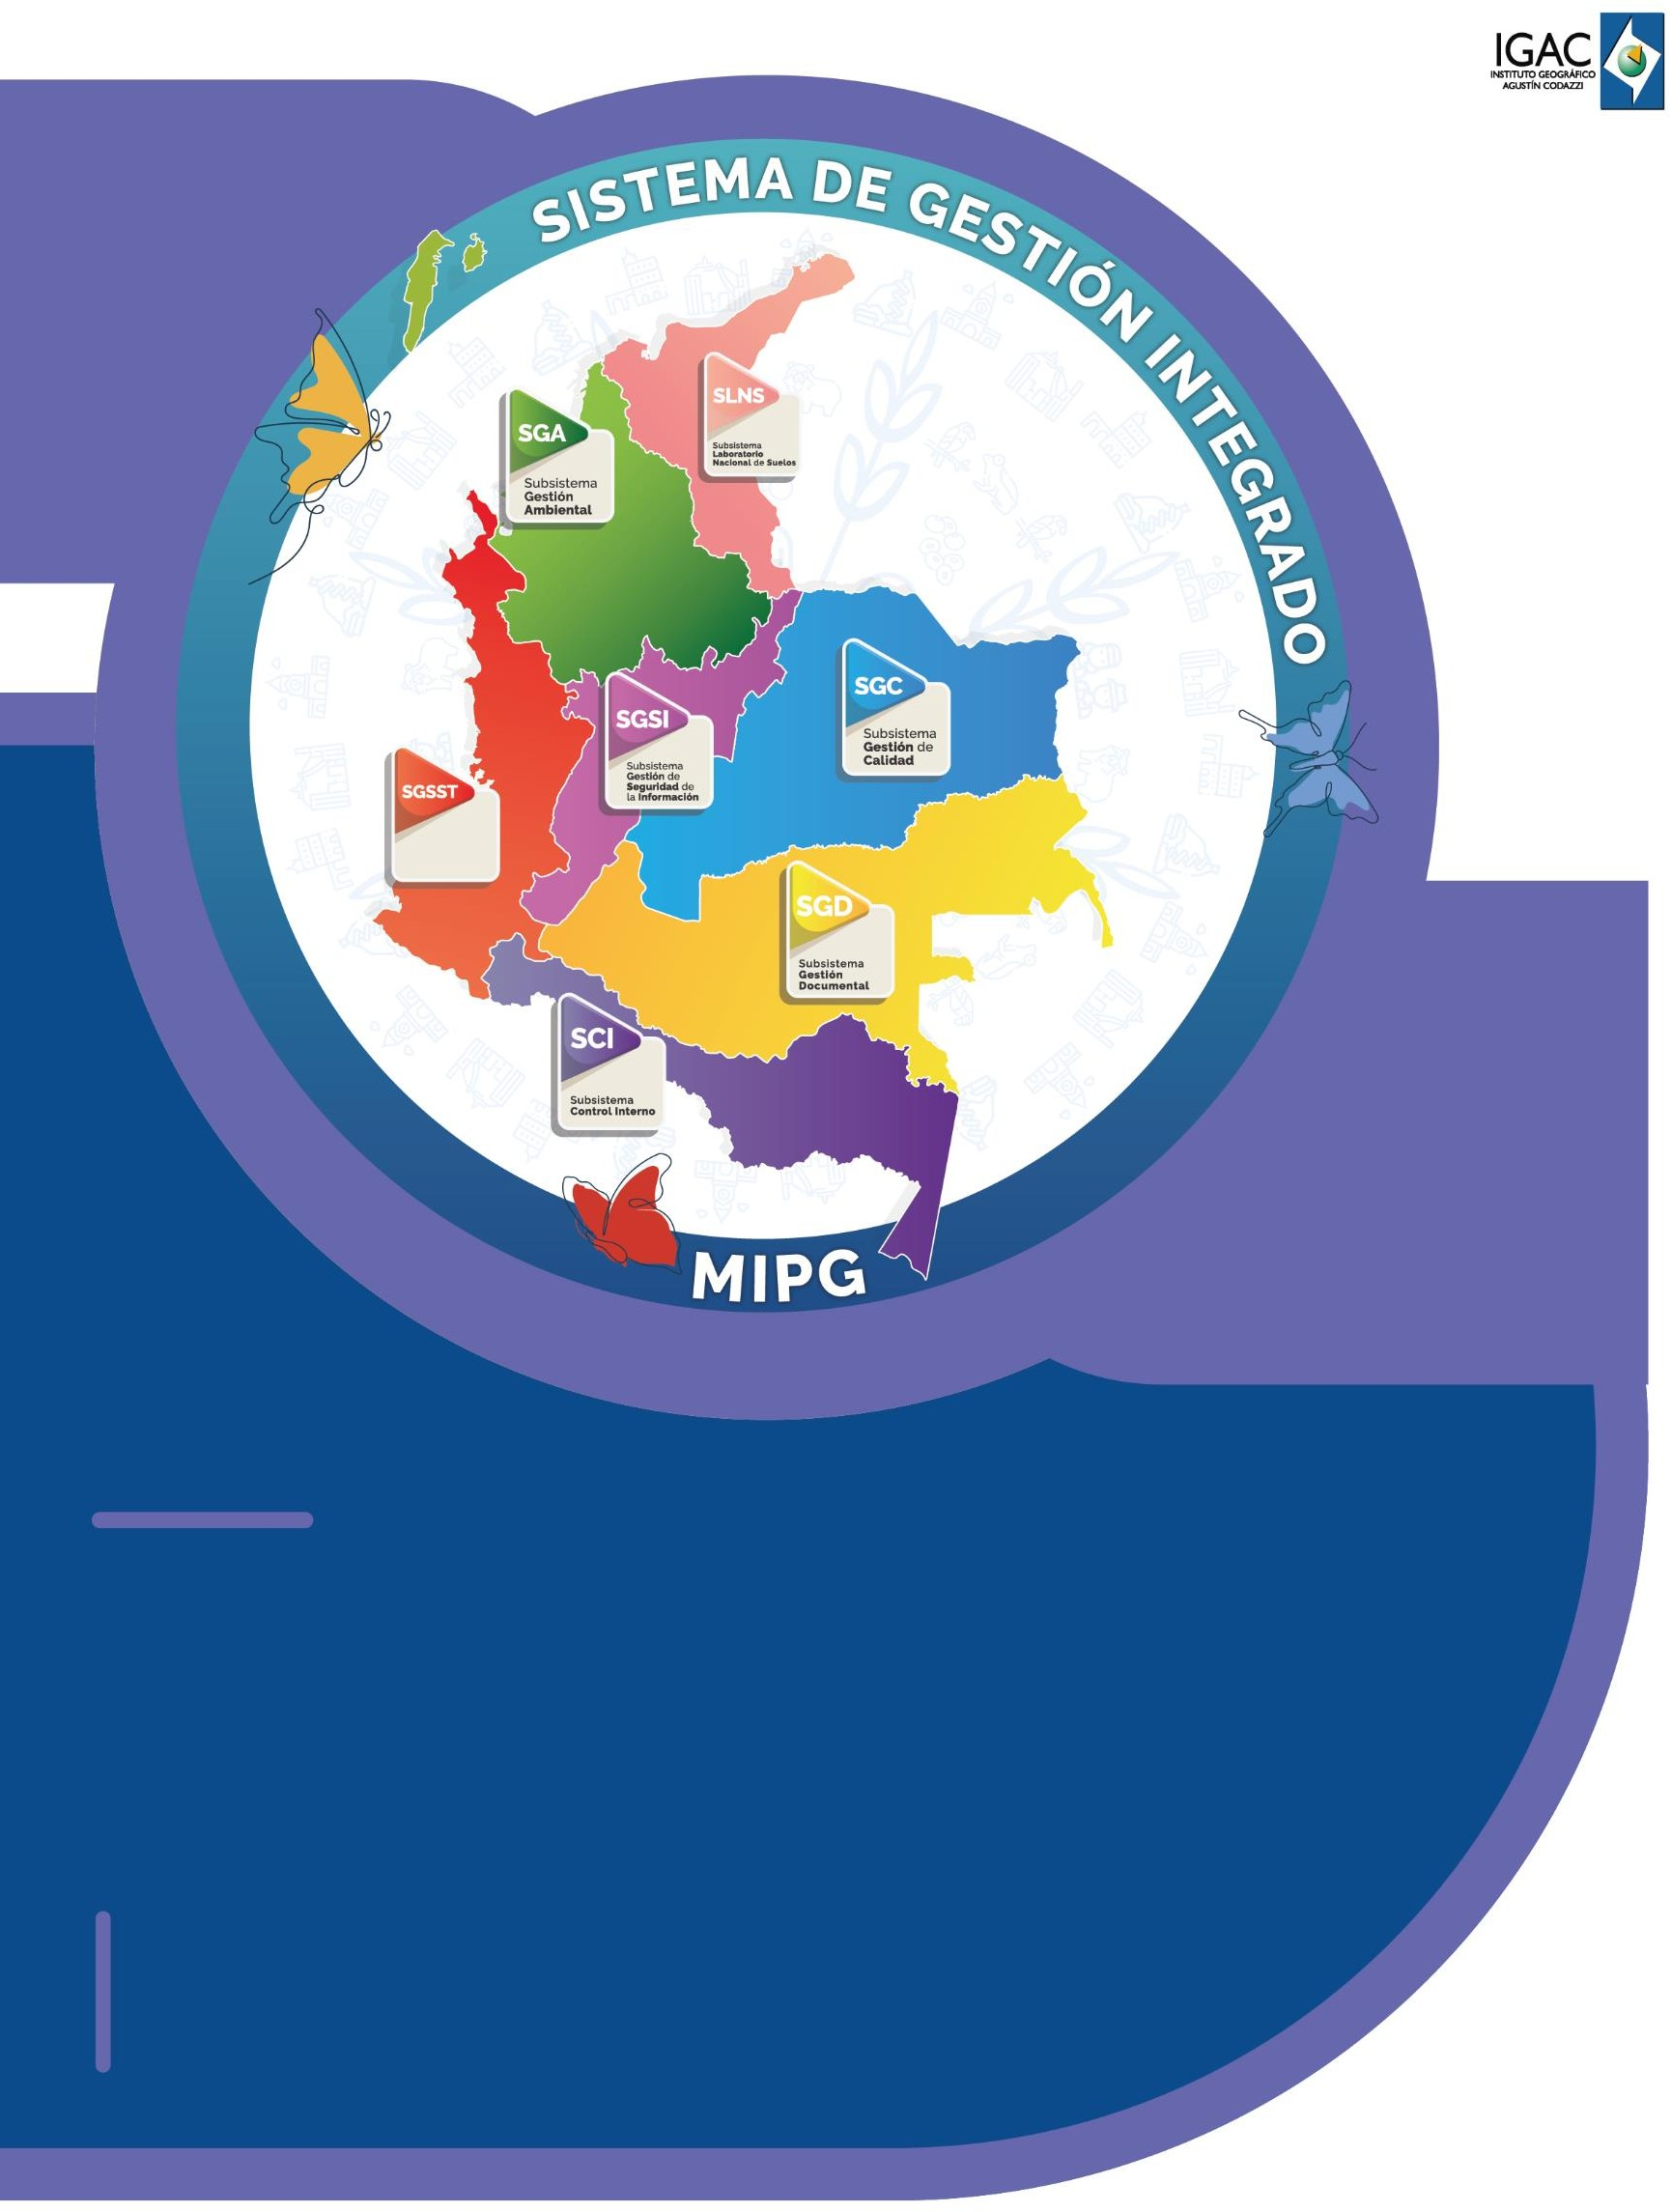 IGAC
INSTITUTO GEOGRÁFICO
AGUSTÍN CODAZZI
SISTEMA DE GESTIÓN INTEGRADO
SLNS
Subsistema
Laboratorio
Nacional de Suelos
SGA
Subsistema
Gestión
Ambiental
SGC
Subsistema
Gestión de
Calidad
SGSI
Subsistema
Gestión de
Seguridad de
la Información
SGSST
SGD
Subsistema
Gestión
Documental
SCI
Subsistema
Control Interno
MIPG